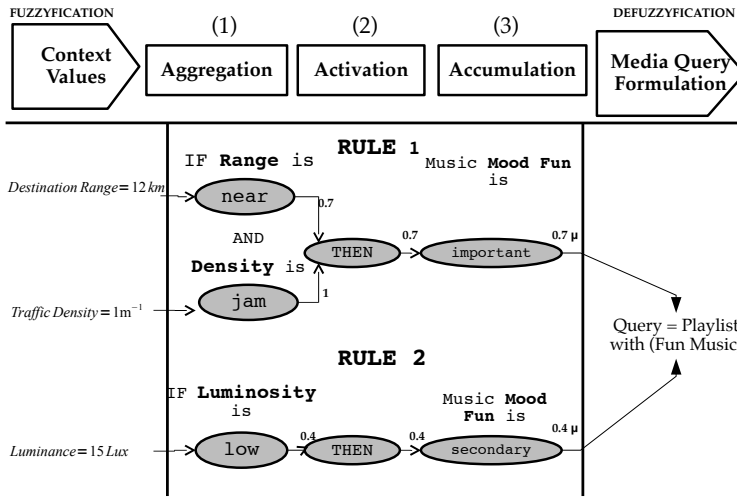 FUZZYFICATION
(1)
(2)
(3)
DEFUZZYFICATION
Context
Values
Aggregation
Activation
Accumulation
Media Query
Formulation
RULE 1
IF Range is
Music Mood Fun
is
Destination Range = 12 km
near
0.7
AND
THEN
0.7
important
0.7 µ
Density is
jam
1
Traffic Density = 1m⁻¹
Query = Playlist
with (Fun Music
RULE 2
IF Luminosity
is
Music Mood
Fun is
Luminance = 15 Lux
low
0.4
THEN
0.4
secondary
0.4 µ